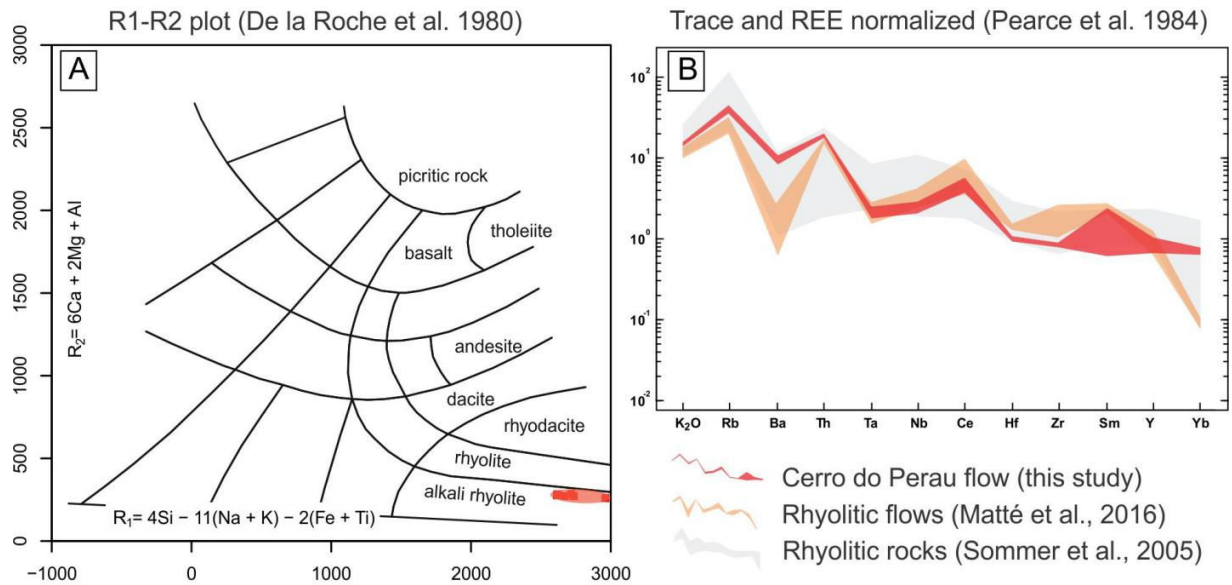 R1-R2 plot (De la Roche et al. 1980)
Trace and REE normalized (Pearce et al. 1984)
A
3000
2500
2000
1500
1000
500
0
R₂= 6Ca + 2Mg + Al
picritic rock
tholeiite
basalt
andesite
dacite
rhyodacite
rhyolite
alkali rhyolite
R₁= 4Si − 11(Na + K) − 2(Fe + Ti)
−1000 0 1000 2000 3000
B
10²
10¹
10⁰
10⁻¹
10⁻²
K₂O Rb Ba Th Ta Nb Ce Hf Zr Sm Y Yb
Cerro do Perau flow (this study)
Rhyolitic flows (Matté et al., 2016)
Rhyolitic rocks (Sommer et al., 2005)